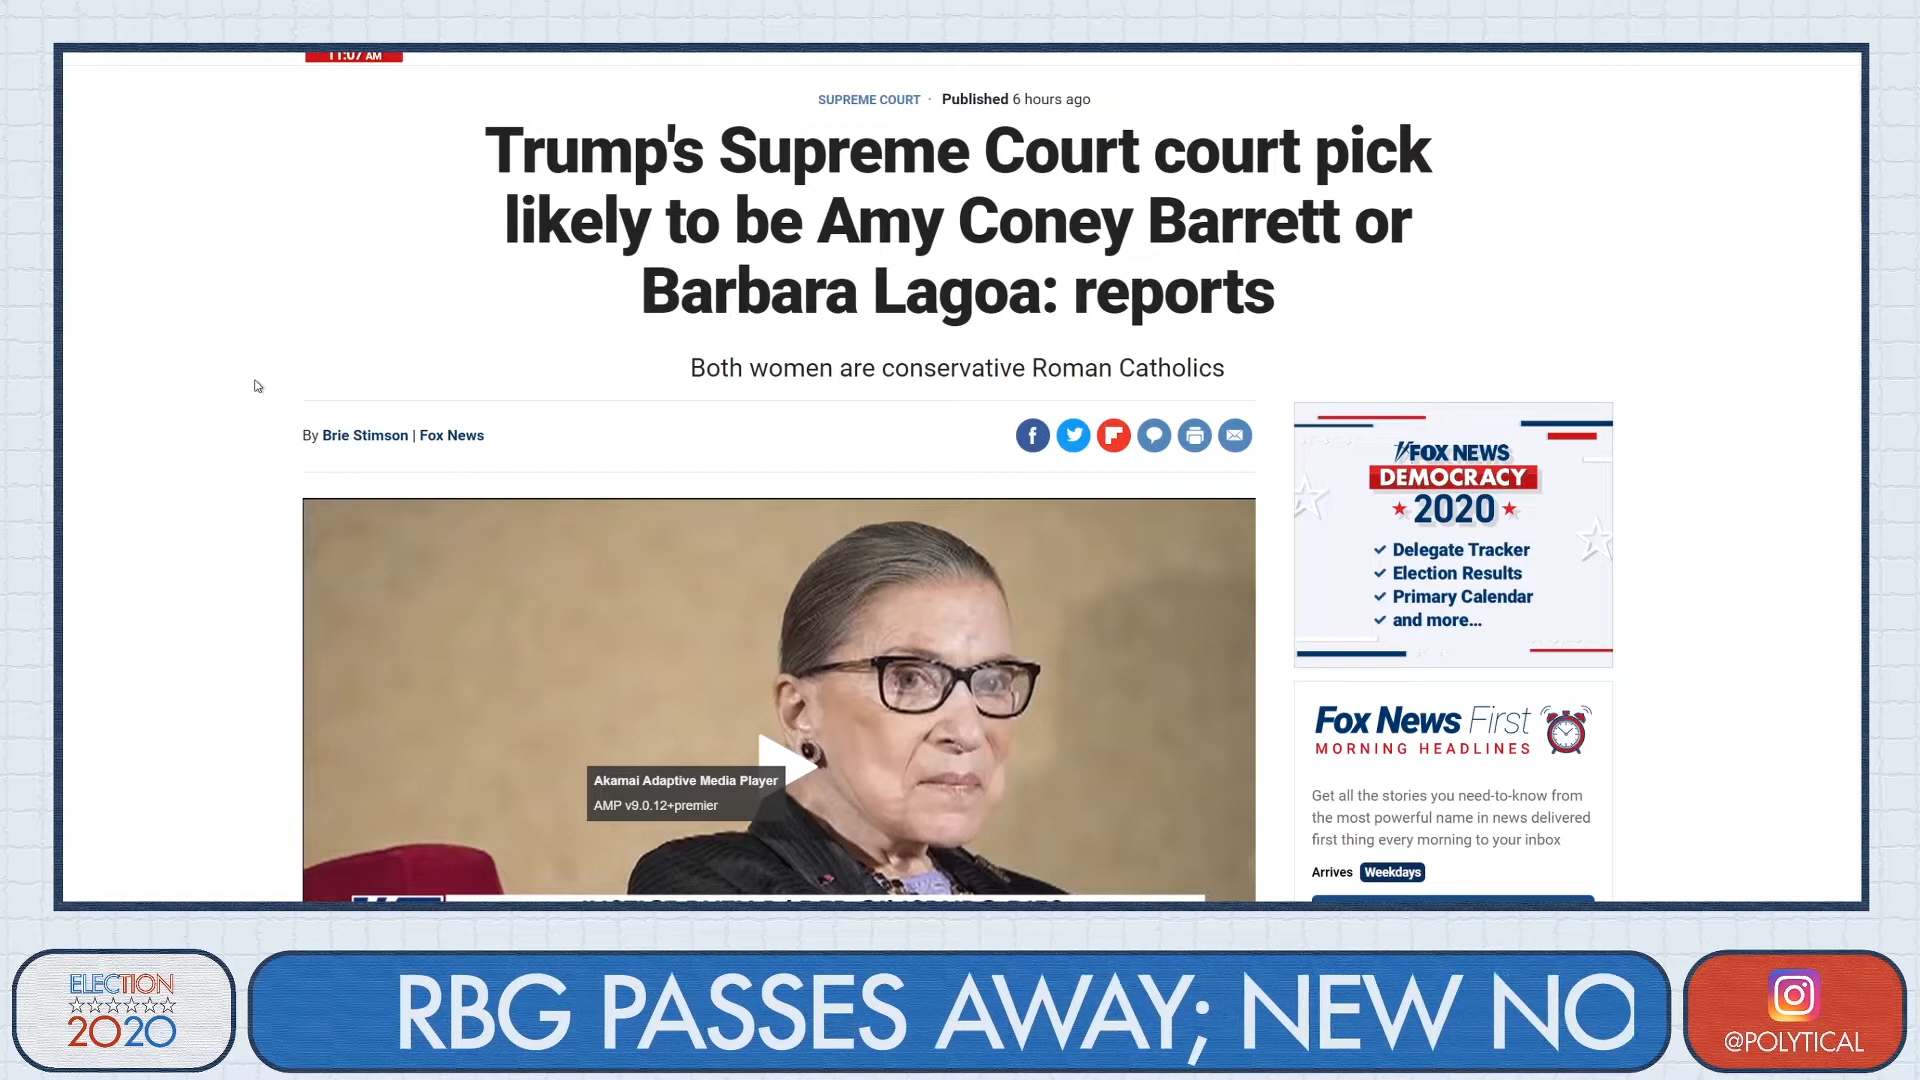 11:07 AM
SUPREME COURT · Published 6 hours ago
Trump's Supreme Court court pick
likely to be Amy Coney Barrett or
Barbara Lagoa: reports
Both women are conservative Roman Catholics
By Brie Stimson | Fox News
FOX NEWS
DEMOCRACY
2020
Delegate Tracker
Election Results
Primary Calendar
and more...
Akamai Adaptive Media Player
AMP v9.0.12+premier
Fox News First
MORNING HEADLINES
Get all the stories you need-to-know from
the most powerful name in news delivered
first thing every morning to your inbox
Arrives Weekdays
ELECTION
2020
RBG PASSES AWAY; NEW NO
@POLYTICAL